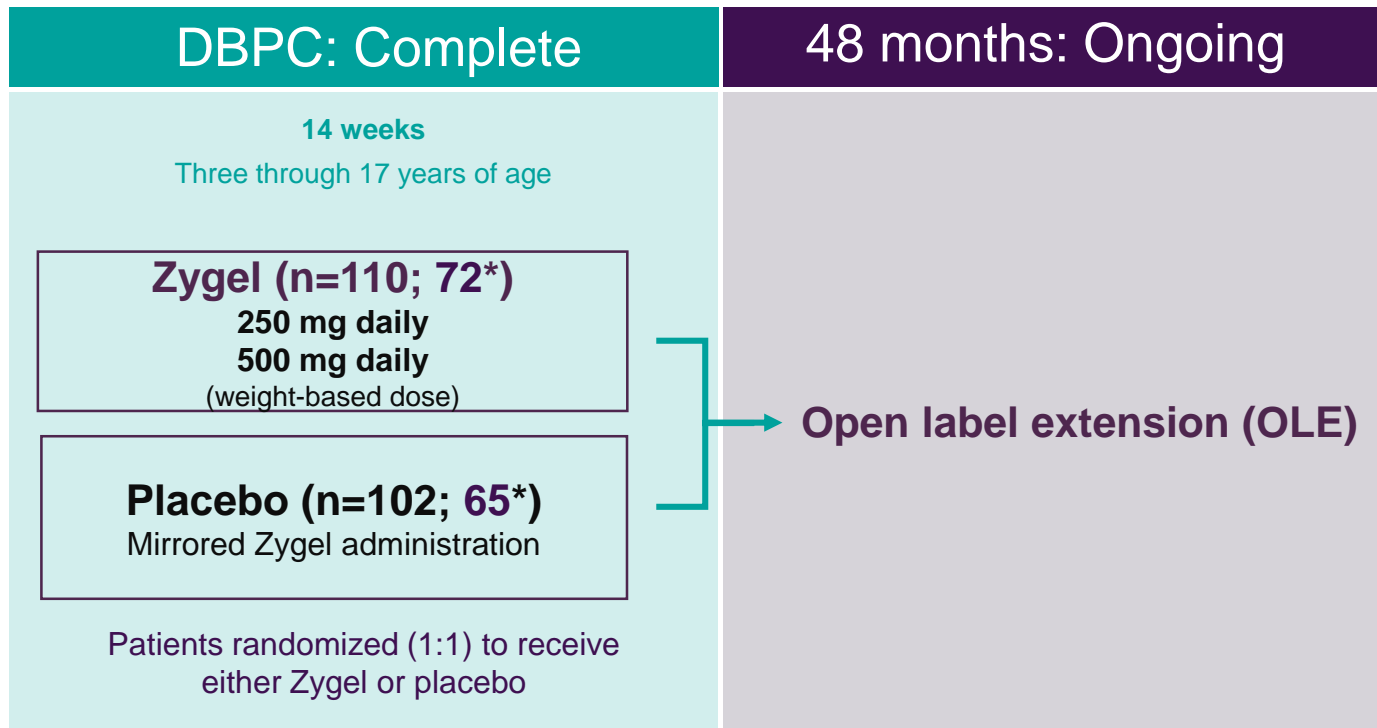 DBPC: Complete
48 months: Ongoing
14 weeks
Three through 17 years of age
Zygel (n=110; 72*)
250 mg daily
500 mg daily
(weight-based dose)
Placebo (n=102; 65*)
Mirrored Zygel administration
Patients randomized (1:1) to receive
either Zygel or placebo
Open label extension (OLE)